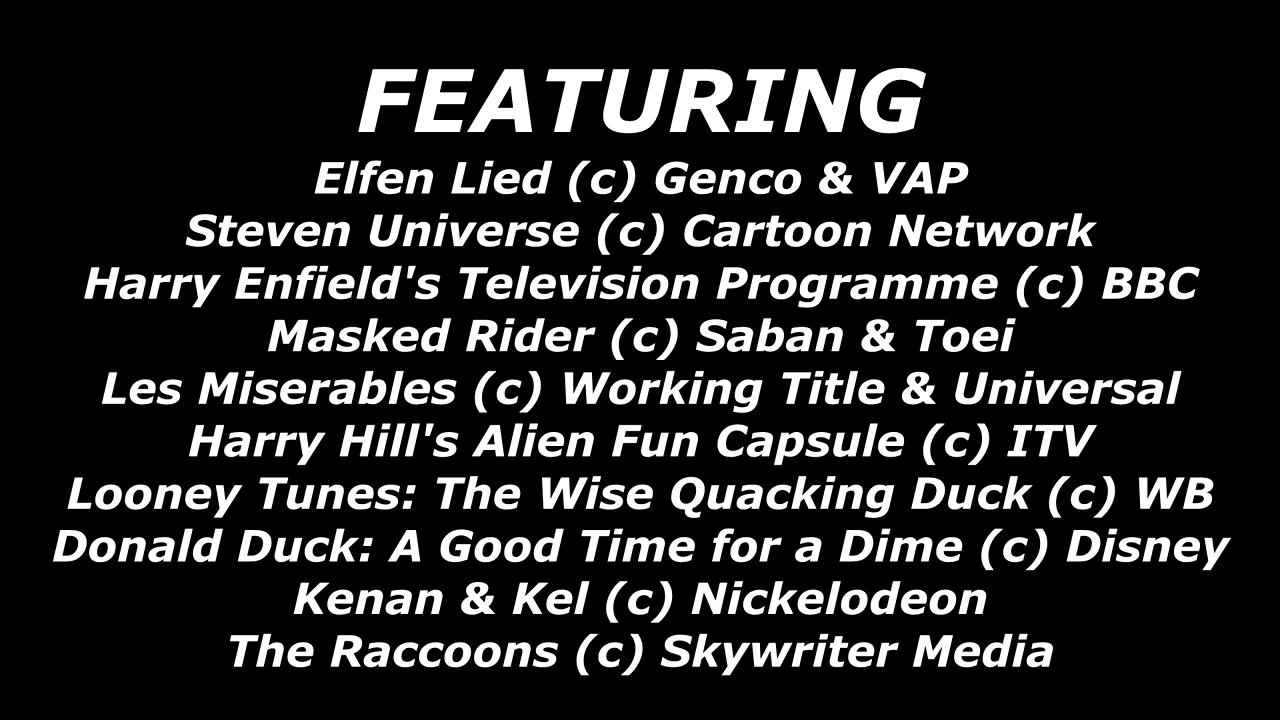 FEATURING
Elfen Lied (c) Genco & VAP
Steven Universe (c) Cartoon Network
Harry Enfield's Television Programme (c) BBC
Masked Rider (c) Saban & Toei
Les Miserables (c) Working Title & Universal
Harry Hill's Alien Fun Capsule (c) ITV
Looney Tunes: The Wise Quacking Duck (c) WB
Donald Duck: A Good Time for a Dime (c) Disney
Kenan & Kel (c) Nickelodeon
The Raccoons (c) Skywriter Media